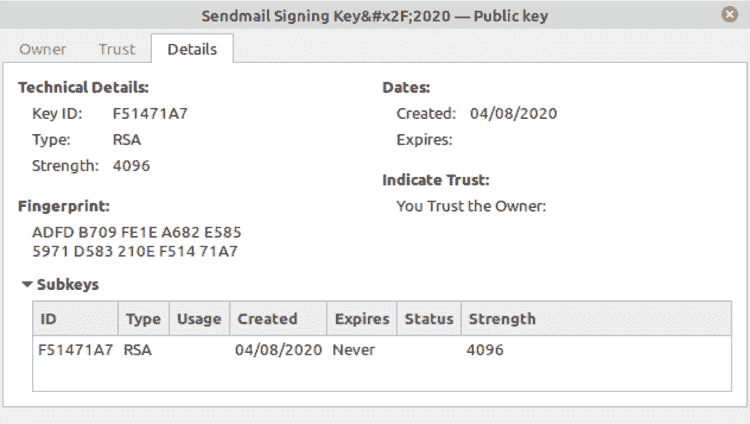 Sendmail Signing Key&#x2F;2020 — Public key
Owner Trust Details
Technical Details:
Key ID: F51471A7
Type: RSA
Strength: 4096
Dates:
Created: 04/08/2020
Expires:
Indicate Trust:
You Trust the Owner:
Fingerprint:
ADFD B709 FE1E A682 E585
5971 D583 210E F514 71A7
Subkeys
ID Type Usage Created Expires Status Strength
F51471A7 RSA 04/08/2020 Never 4096